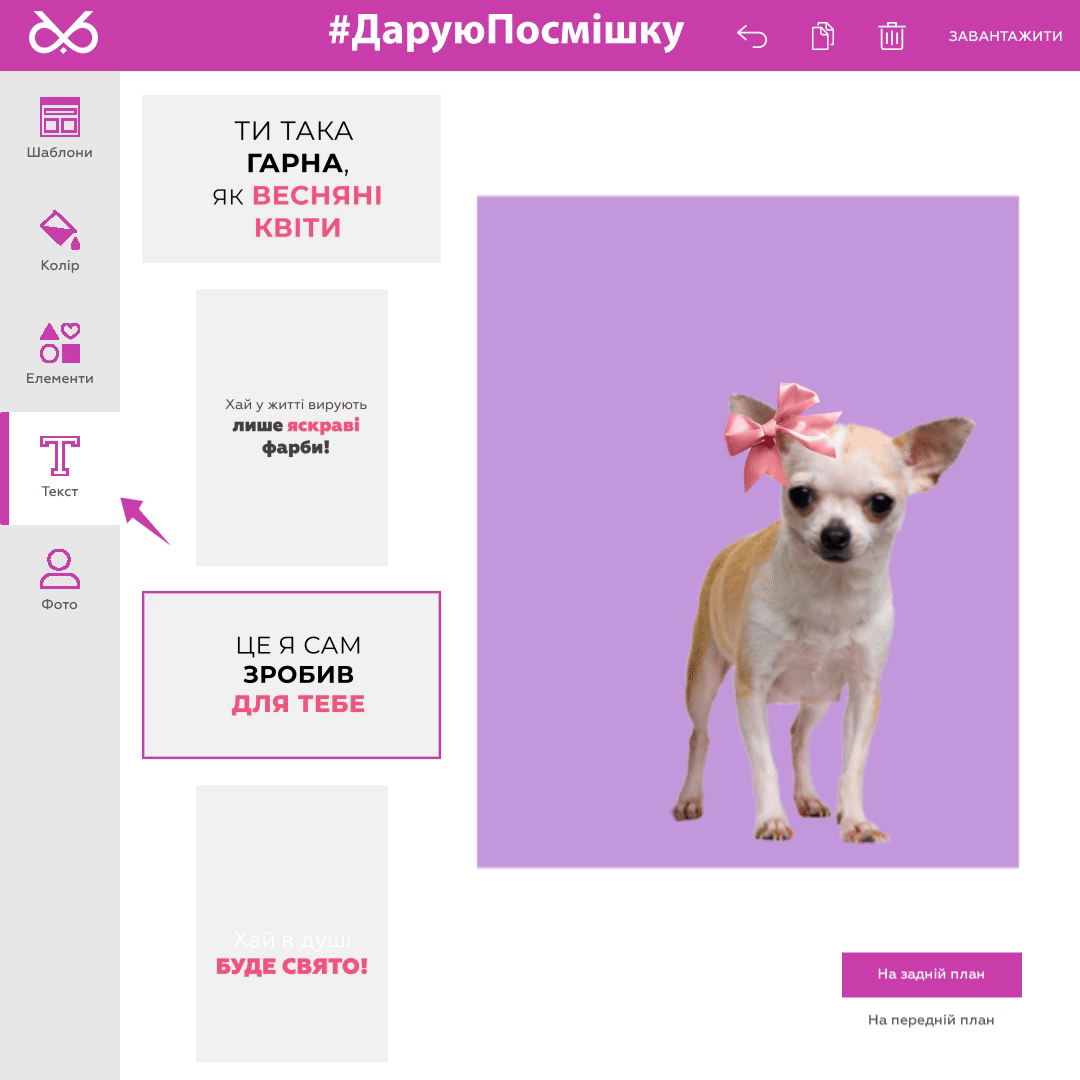 #ДаруюПосмішку
ЗАВАНТАЖИТИ
Шаблони
Колір
Елементи
Текст
Фото
ТИ ТАКА
ГАРНА,
ЯК ВЕСНЯНІ
КВІТИ
Хай у житті вирують
лише яскраві
фарби!
ЦЕ Я САМ
ЗРОБИВ
ДЛЯ ТЕБЕ
Хай в душі
БУДЕ СВЯТО!
На задній план
На передній план